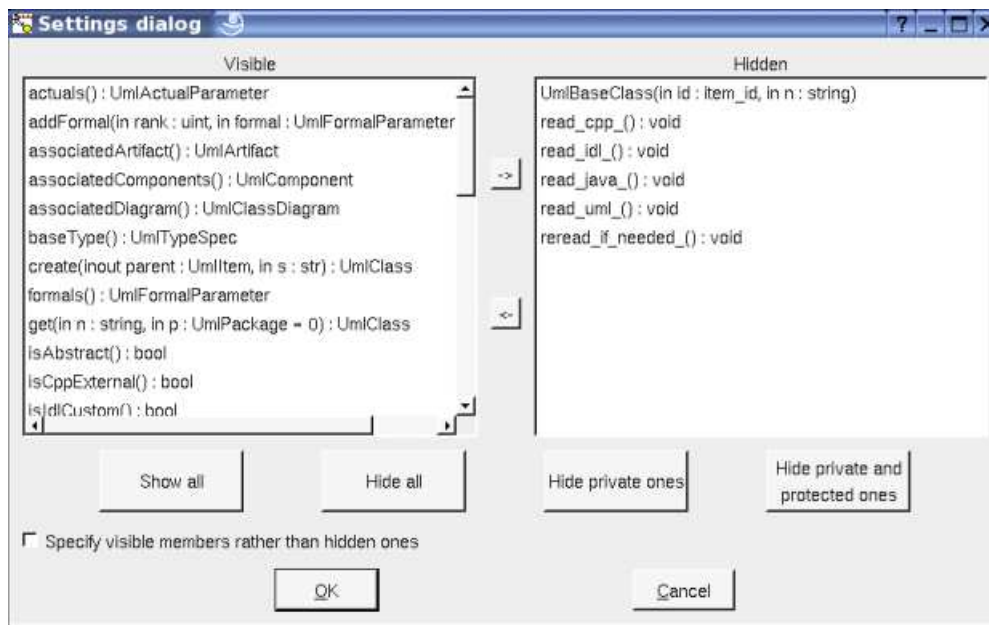 Settings dialog
?
Visible
Hidden
actuals() : UmlActualParameter
addFormal(in rank : uint, in formal : UmlFormalParameter
associatedArtifact() : UmlArtifact
associatedComponents() : UmlComponent
associatedDiagram() : UmlClassDiagram
baseType() : UmlTypeSpec
create(inout parent : UmlItem, in s : str) : UmlClass
formals() : UmlFormalParameter
get(in n : string, in p : UmlPackage = 0) : UmlClass
isAbstract() : bool
isCppExternal() : bool
isIdlCustom() : bool
->
<-
UmlBaseClass(in id : item_id, in n : string)
read_cpp_() : void
read_idl_() : void
read_java_() : void
read_uml_() : void
reread_if_needed_() : void
Show all
Hide all
Hide private ones
Hide private and
protected ones
Specify visible members rather than hidden ones
OK
Cancel